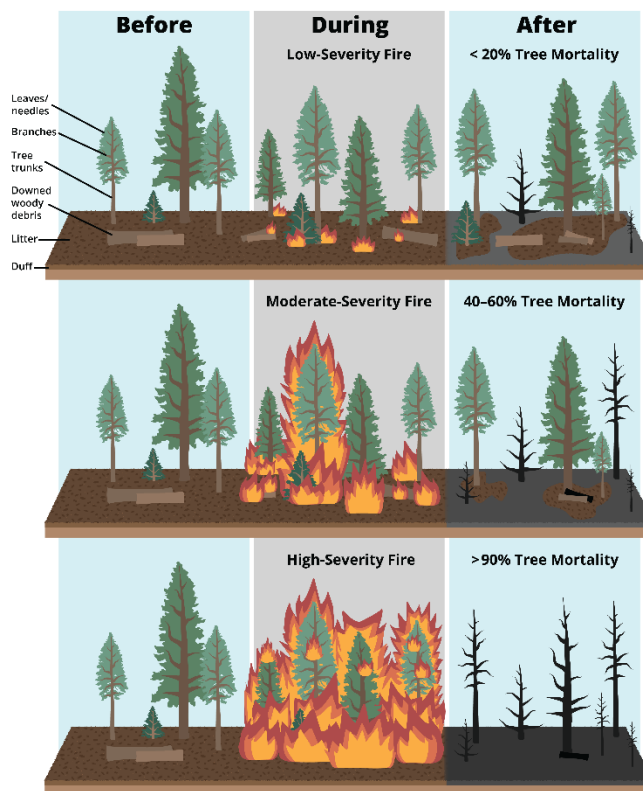 Before
During
After
Low-Severity Fire
< 20% Tree Mortality
Leaves/
needles
Branches
Tree
trunks
Downed
woody
debris
Litter
Duff
Moderate-Severity Fire
40–60% Tree Mortality
High-Severity Fire
>90% Tree Mortality